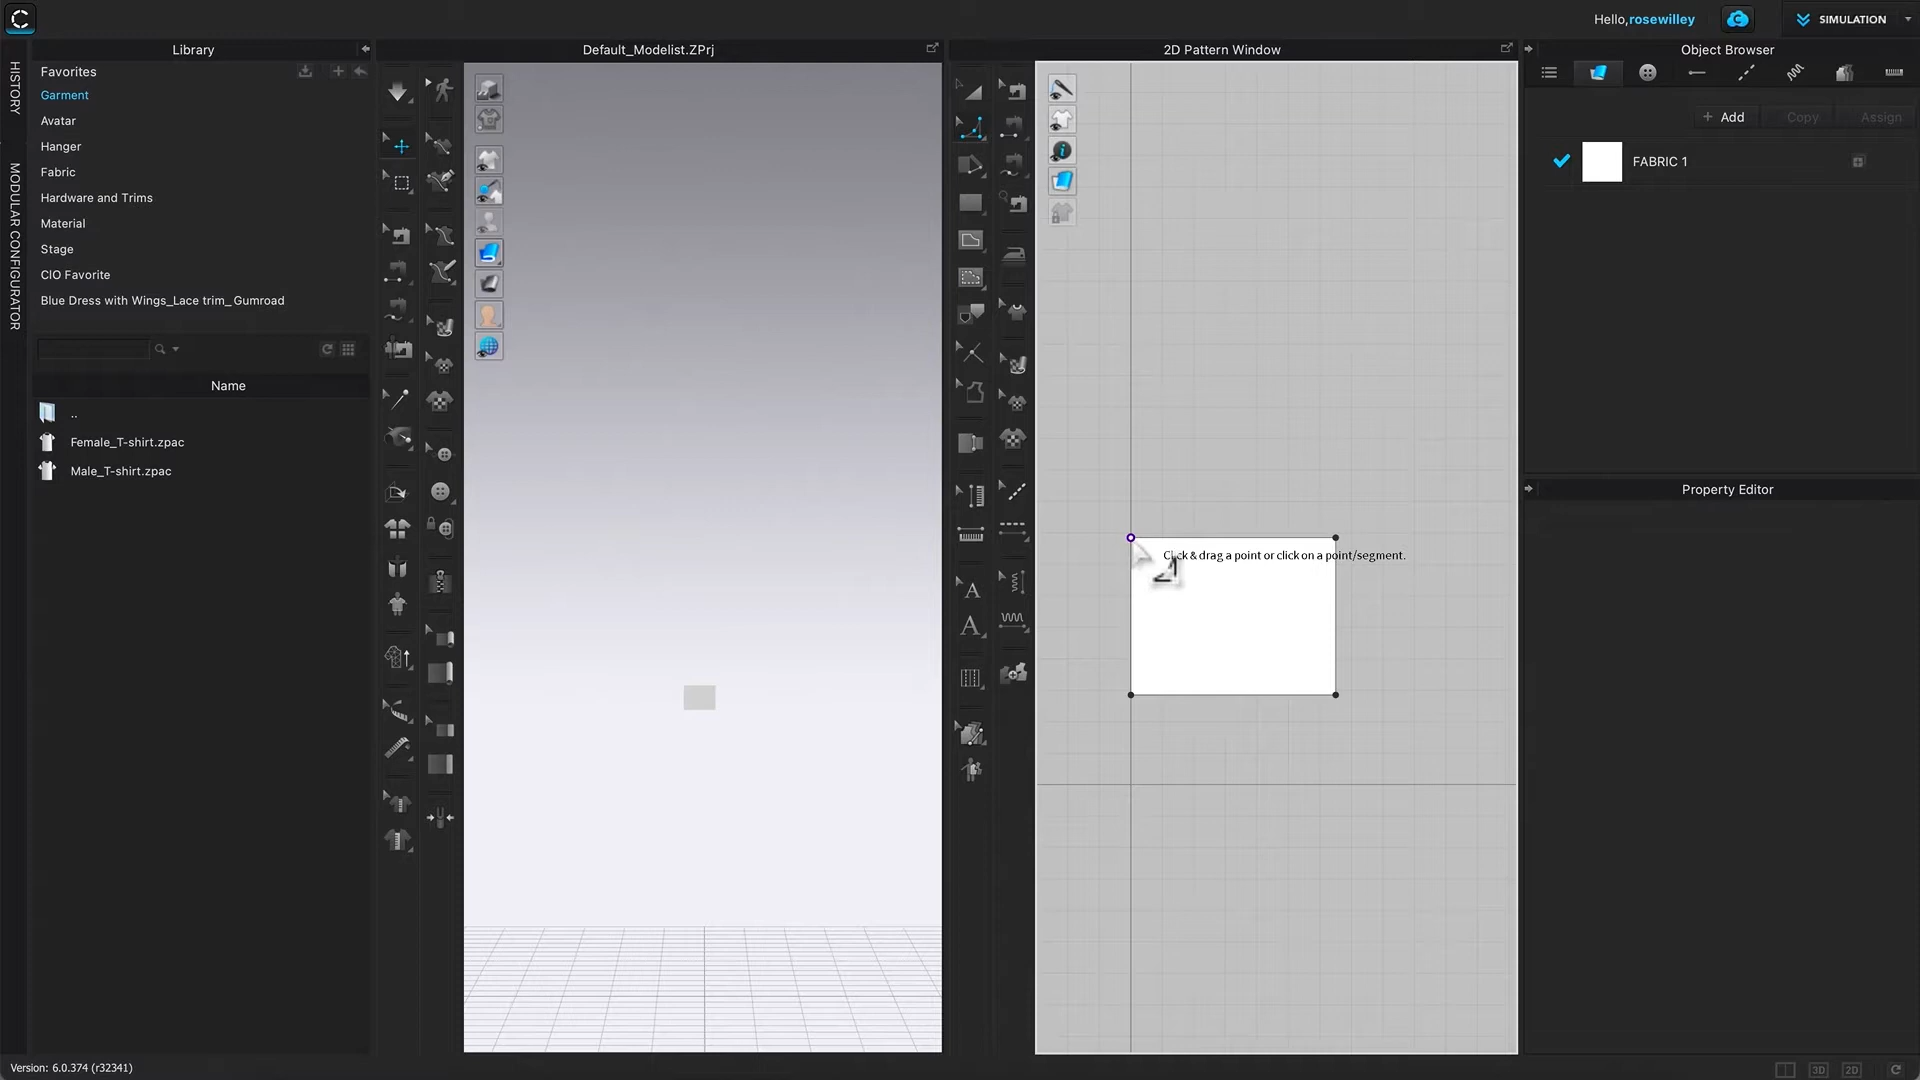 Hello,rosewilley
SIMULATION
Library
Default_Modelist.ZPrj
2D Pattern Window
Object Browser
HISTORY
MODULAR CONFIGURATOR
Favorites
Garment
Avatar
Hanger
Fabric
Hardware and Trims
Material
Stage
ClO Favorite
Blue Dress with Wings_Lace trim_Gumroad
Name
..
Female_T-shirt.zpac
Male_T-shirt.zpac
Click & drag a point or click on a point/segment.
+ Add
Copy
Assign
FABRIC 1
Property Editor
Version: 6.0.374 (r32341)
3D
2D